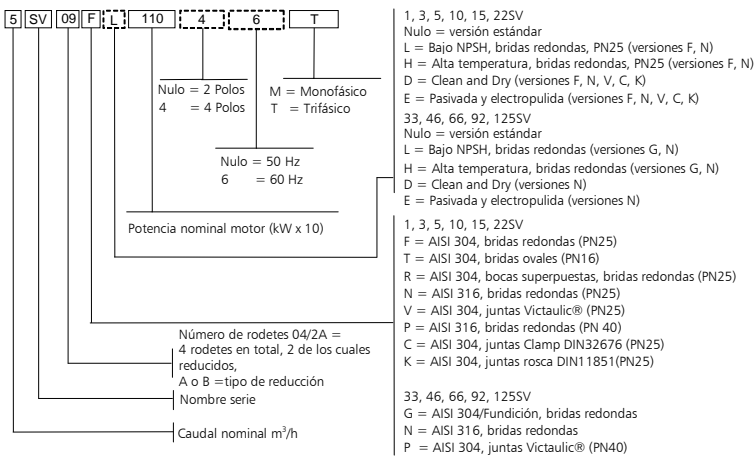 5 SV 09 F L 110 4 6 T
Nulo = 2 Polos
4 = 4 Polos
M = Monofásico
T = Trifásico
Nulo = 50 Hz
6 = 60 Hz
Potencia nominal motor (kW x 10)
Número de rodetes 04/2A =
4 rodetes en total, 2 de los cuales
reducidos,
A o B =tipo de reducción
Nombre serie
Caudal nominal m³/h
1, 3, 5, 10, 15, 22SV
Nulo = versión estándar
L = Bajo NPSH, bridas redondas, PN25 (versiones F, N)
H = Alta temperatura, bridas redondas, PN25 (versiones F, N)
D = Clean and Dry (versiones F, N, V, C, K)
E = Pasivada y electropulida (versiones F, N, V, C, K)
33, 46, 66, 92, 125SV
Nulo = versión estándar
L = Bajo NPSH, bridas redondas (versiones G, N)
H = Alta temperatura, bridas redondas (versiones G, N)
D = Clean and Dry (versiones N)
E = Pasivada y electropulida (versiones N)
1, 3, 5, 10, 15, 22SV
F = AISI 304, bridas redondas (PN25)
T = AISI 304, bridas ovales (PN16)
R = AISI 304, bocas superpuestas, bridas redondas (PN25)
N = AISI 316, bridas redondas (PN25)
V = AISI 304, juntas Victaulic® (PN25)
P = AISI 316, bridas redondas (PN 40)
C = AISI 304, juntas Clamp DIN32676 (PN25)
K = AISI 304, juntas rosca DIN11851(PN25)
33, 46, 66, 92, 125SV
G = AISI 304/Fundición, bridas redondas
N = AISI 316, bridas redondas
P = AISI 304, juntas Victaulic® (PN40)